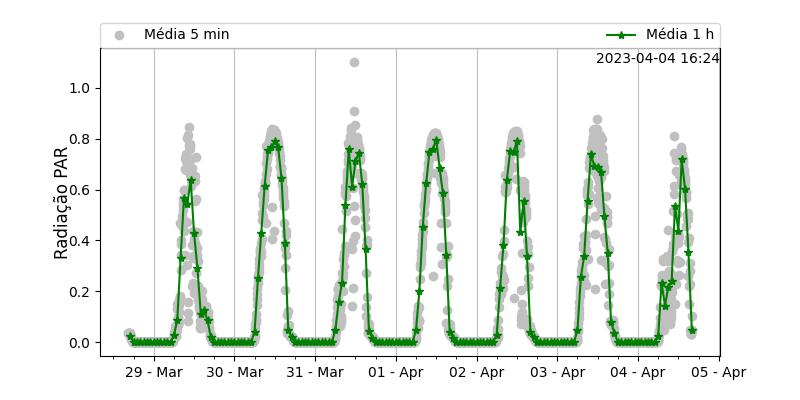 Média 5 min
Média 1 h
2023-04-04 16:24
Radiação PAR
1.0
0.8
0.6
0.4
0.2
0.0
29 - Mar
30 - Mar
31 - Mar
01 - Apr
02 - Apr
03 - Apr
04 - Apr
05 - Apr